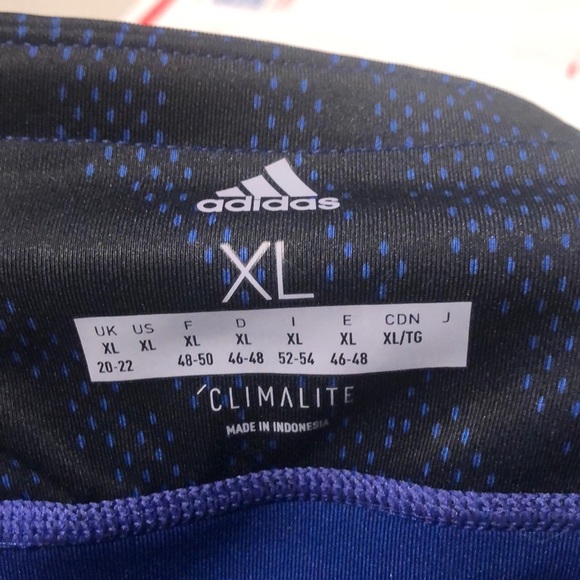 adidas
XL
UK US F D I E CDN J
XL XL XL XL XL XL XL/TG
20-22 48-50 46-48 52-54 46-48
CLIMALITE
MADE IN INDONESIA